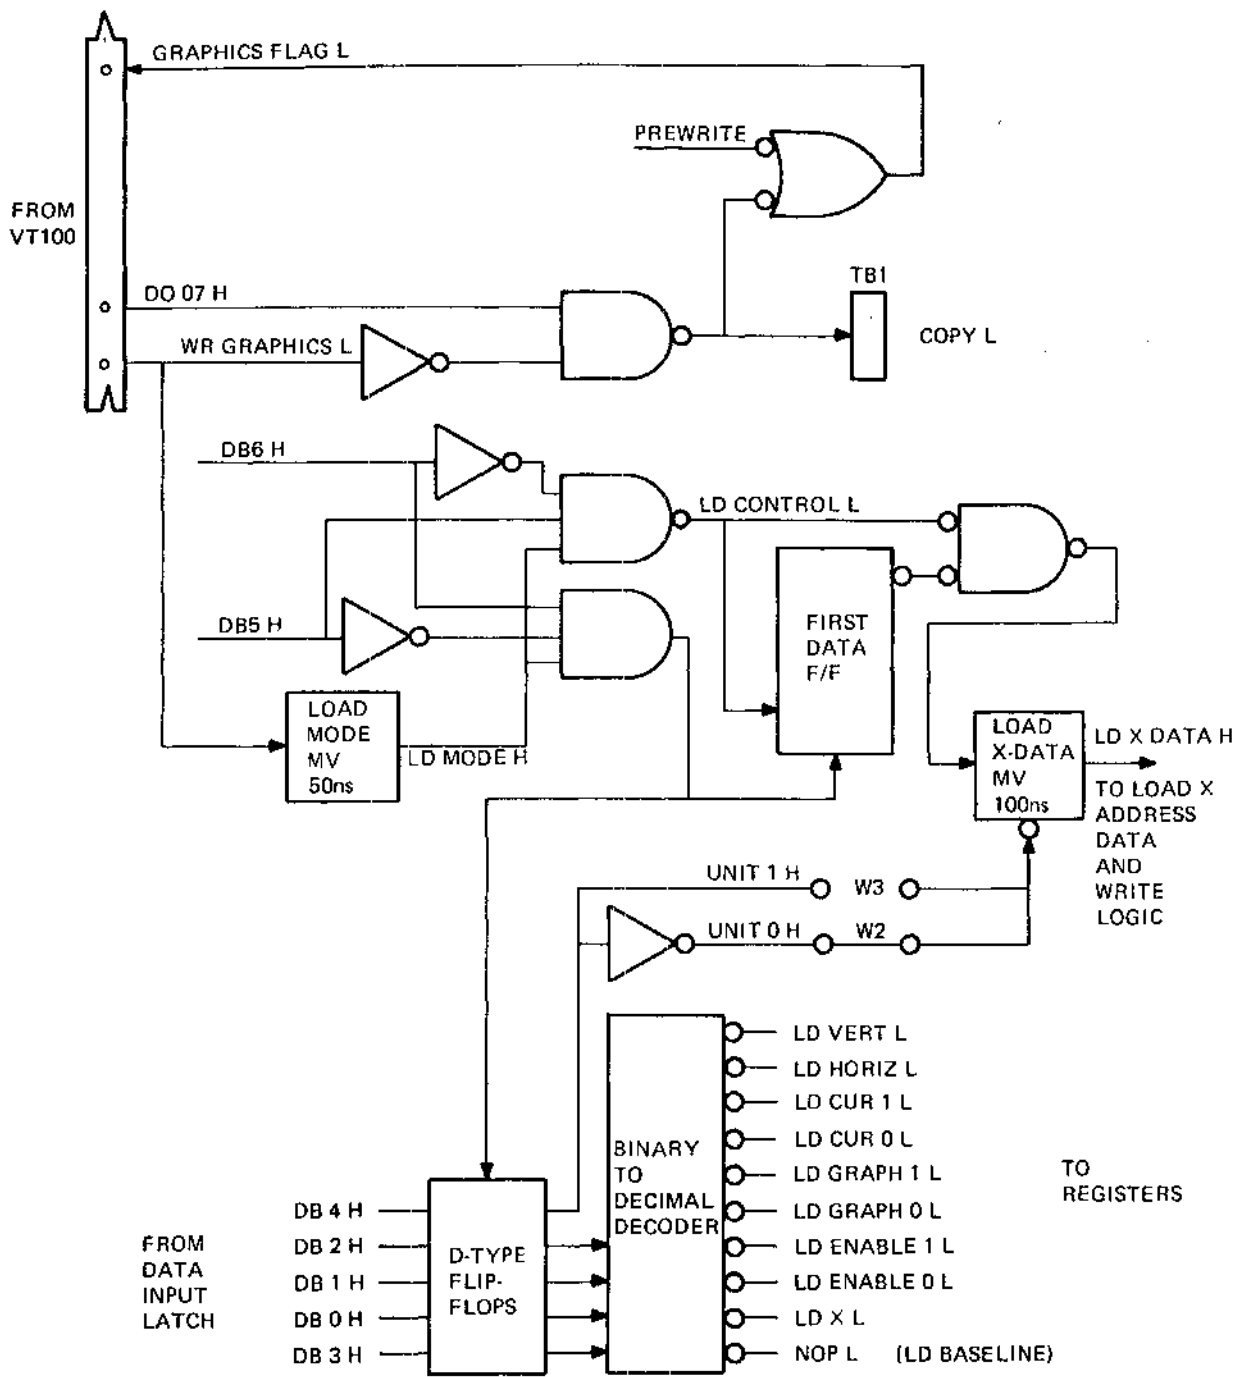 GRAPHICS FLAG L
PREWRITE
FROM
VT100
TB1
DO 07 H
WR GRAPHICS L
COPY L
DB6 H
LD CONTROL L
DB5 H
FIRST
DATA
F/F
LOAD
MODE
MV
50ns
LD MODE H
LOAD
X-DATA
MV
100ns
LD X DATA H
TO LOAD X
ADDRESS
DATA
AND
WRITE
LOGIC
UNIT 1 H
W3
UNIT 0 H
W2
LD VERT L
LD HORIZ L
LD CUR 1 L
LD CUR 0 L
LD GRAPH 1 L
LD GRAPH 0 L
LD ENABLE 1 L
LD ENABLE 0 L
LD X L
NOP L (LD BASELINE)
BINARY
TO
DECIMAL
DECODER
TO
REGISTERS
DB 4 H
DB 2 H
DB 1 H
DB 0 H
DB 3 H
D-TYPE
FLIP-
FLOPS
FROM
DATA
INPUT
LATCH